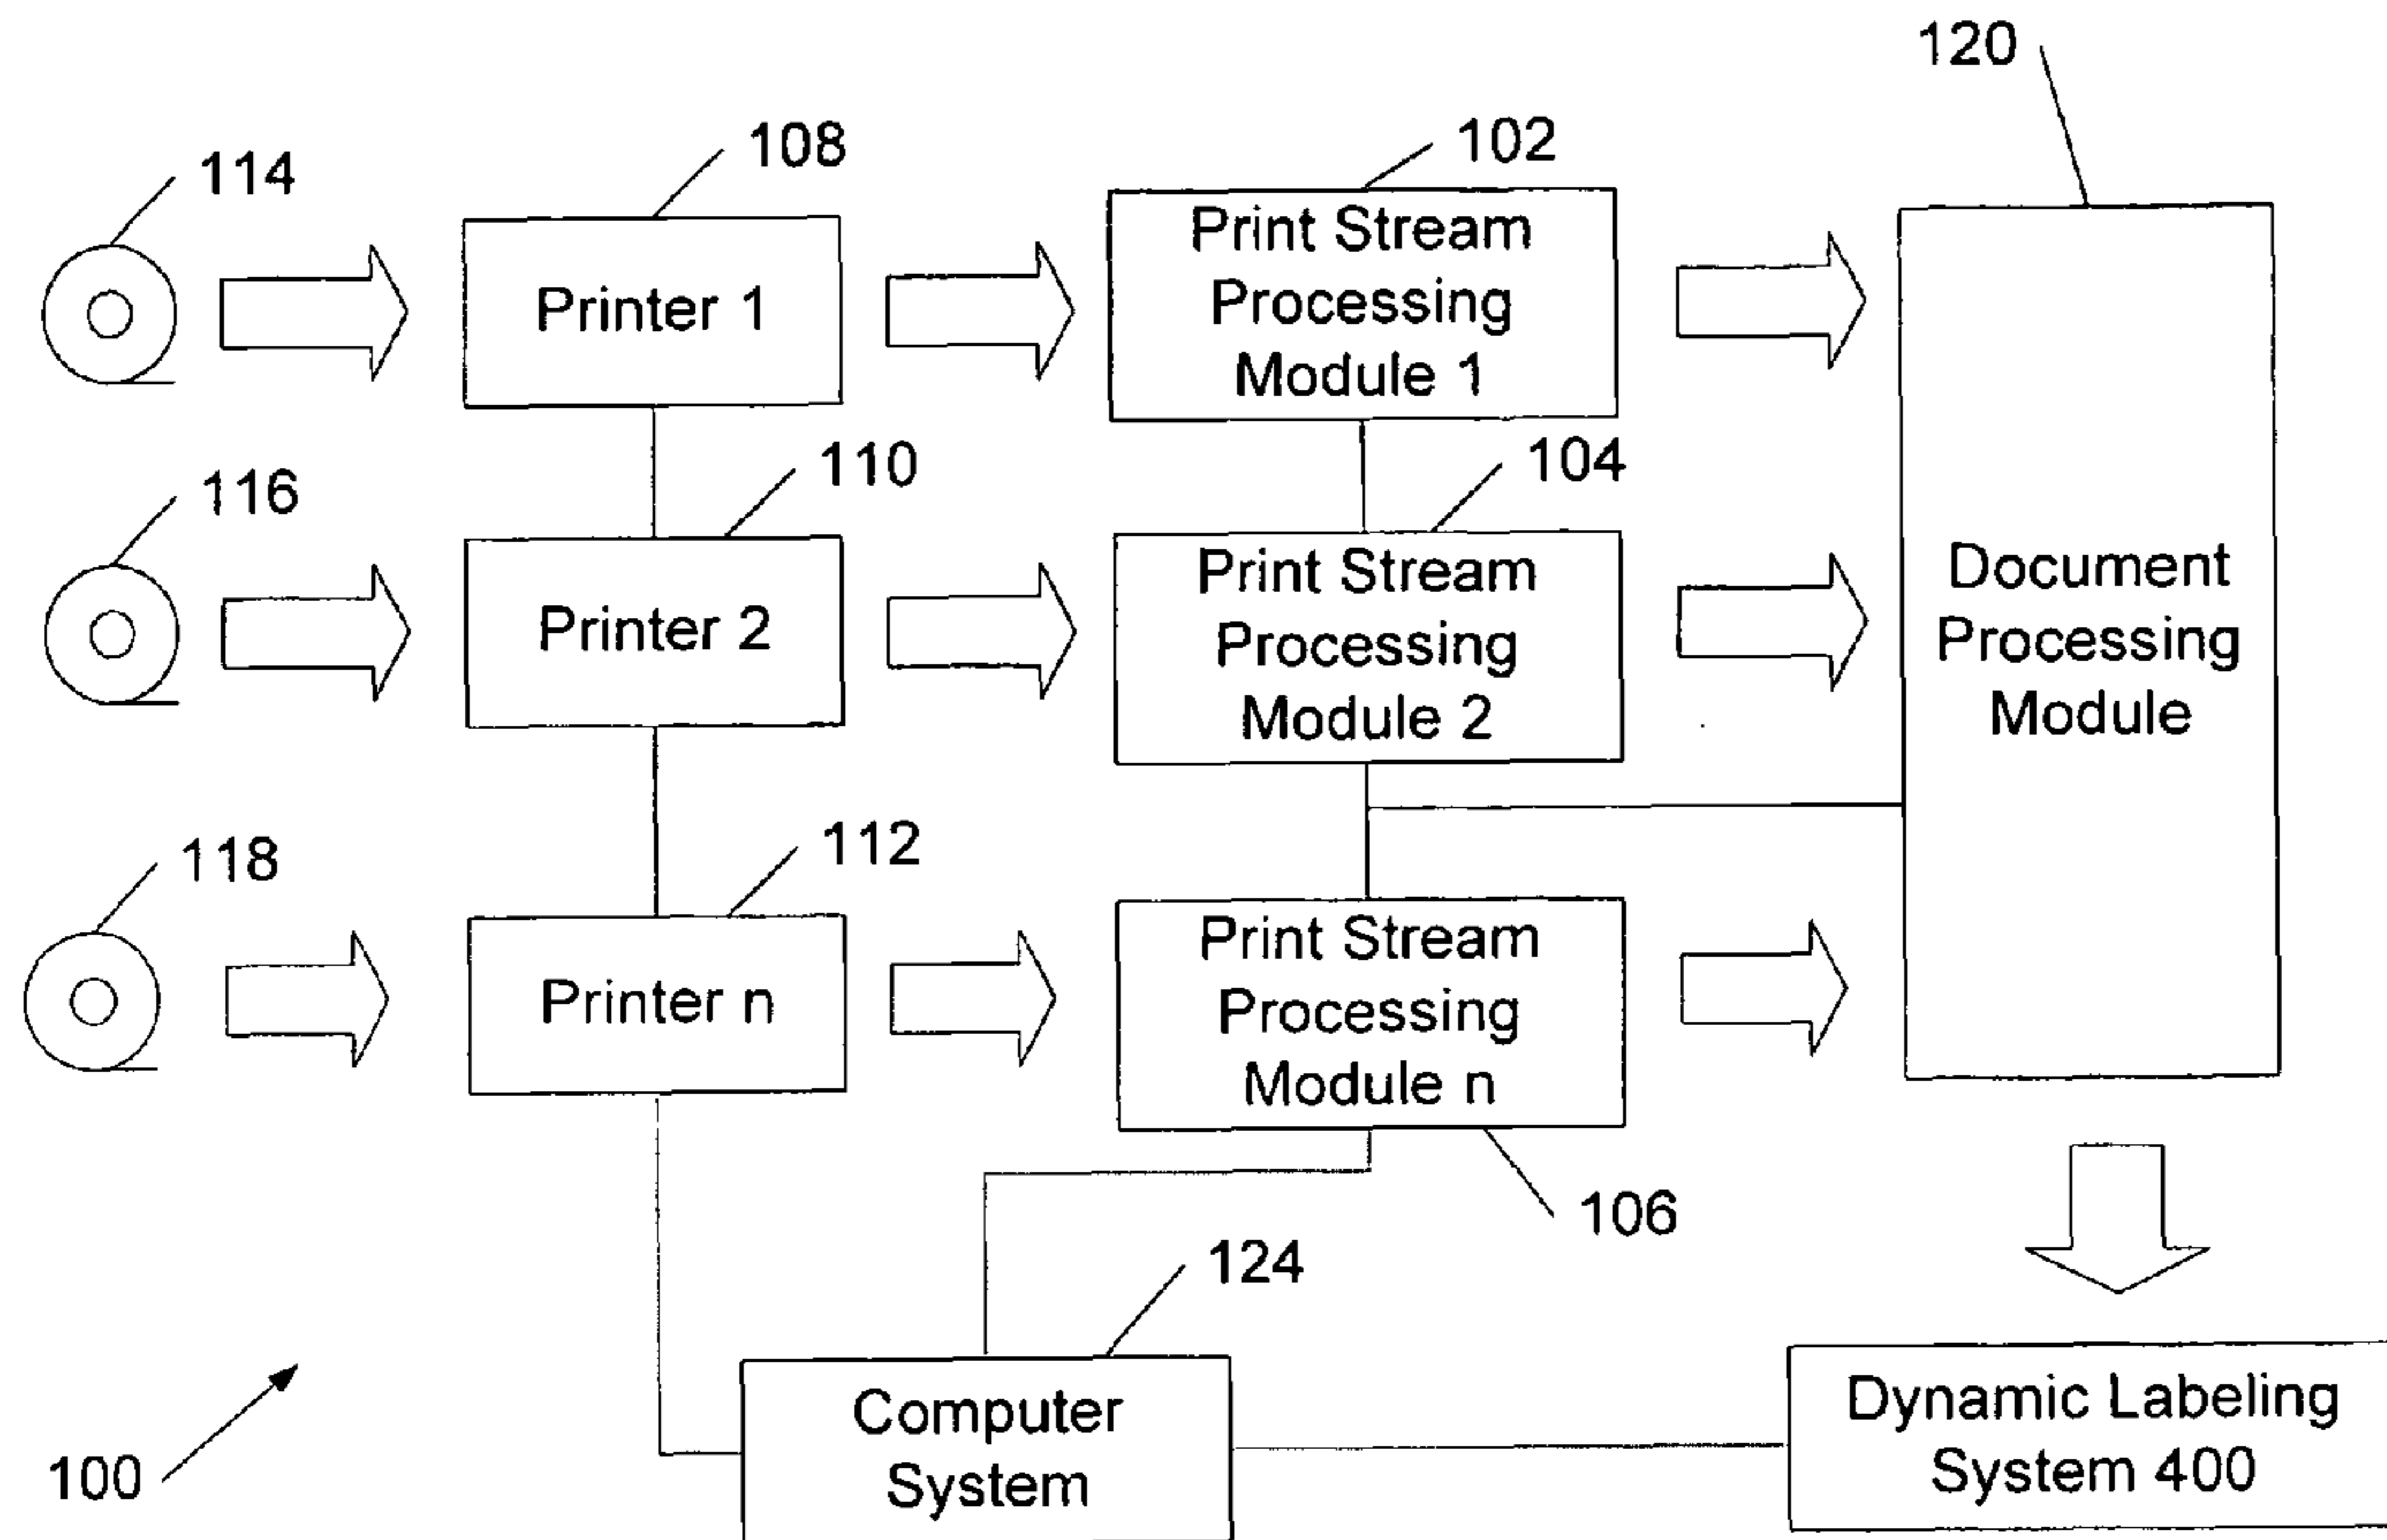 120
108
102
114
Print Stream
Processing
Module 1
Printer 1
110
104
116
Print Stream
Processing
Module 2
Printer 2
Document
Processing
Module
112
118
Print Stream
Processing
Module n
Printer n
106
124
Computer
System
Dynamic Labeling
System 400
100